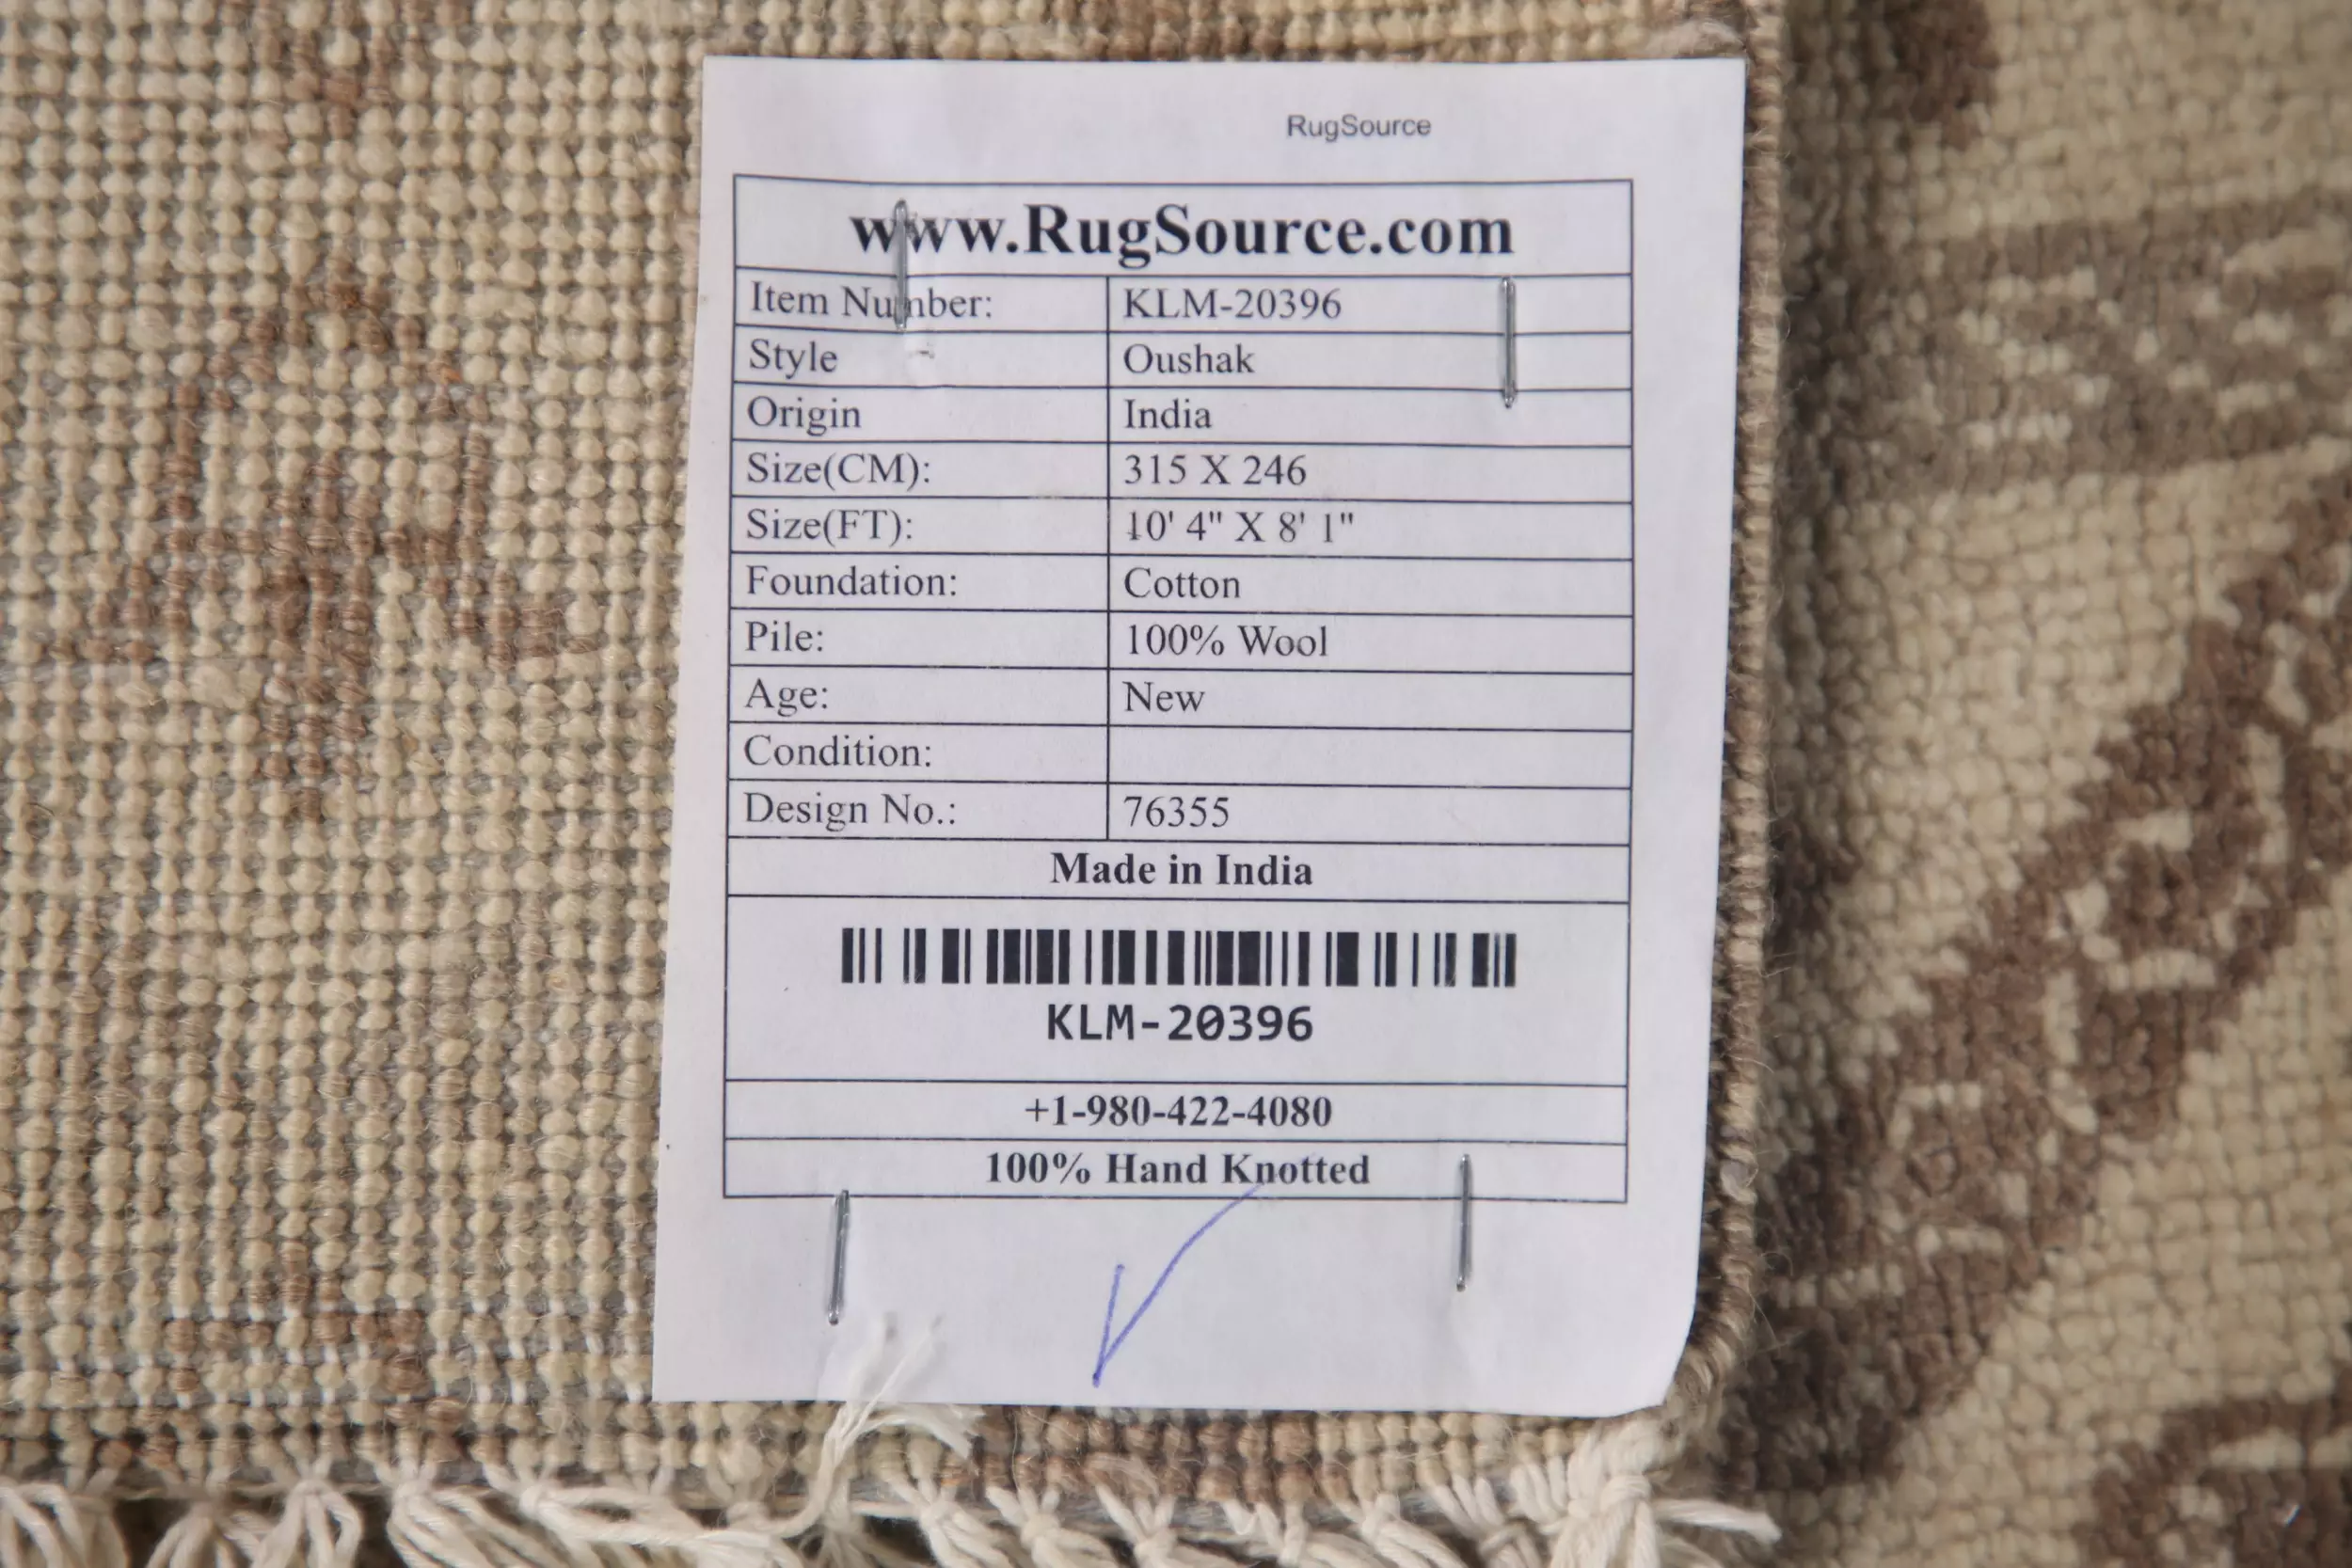 RugSource
www.RugSource.com
Item Number: KLM-20396
Style Oushak
Origin India
Size(CM): 315 X 246
Size(FT): 10' 4" X 8' 1"
Foundation: Cotton
Pile: 100% Wool
Age: New
Condition:
Design No.: 76355
Made in India
KLM-20396
+1-980-422-4080
100% Hand Knotted